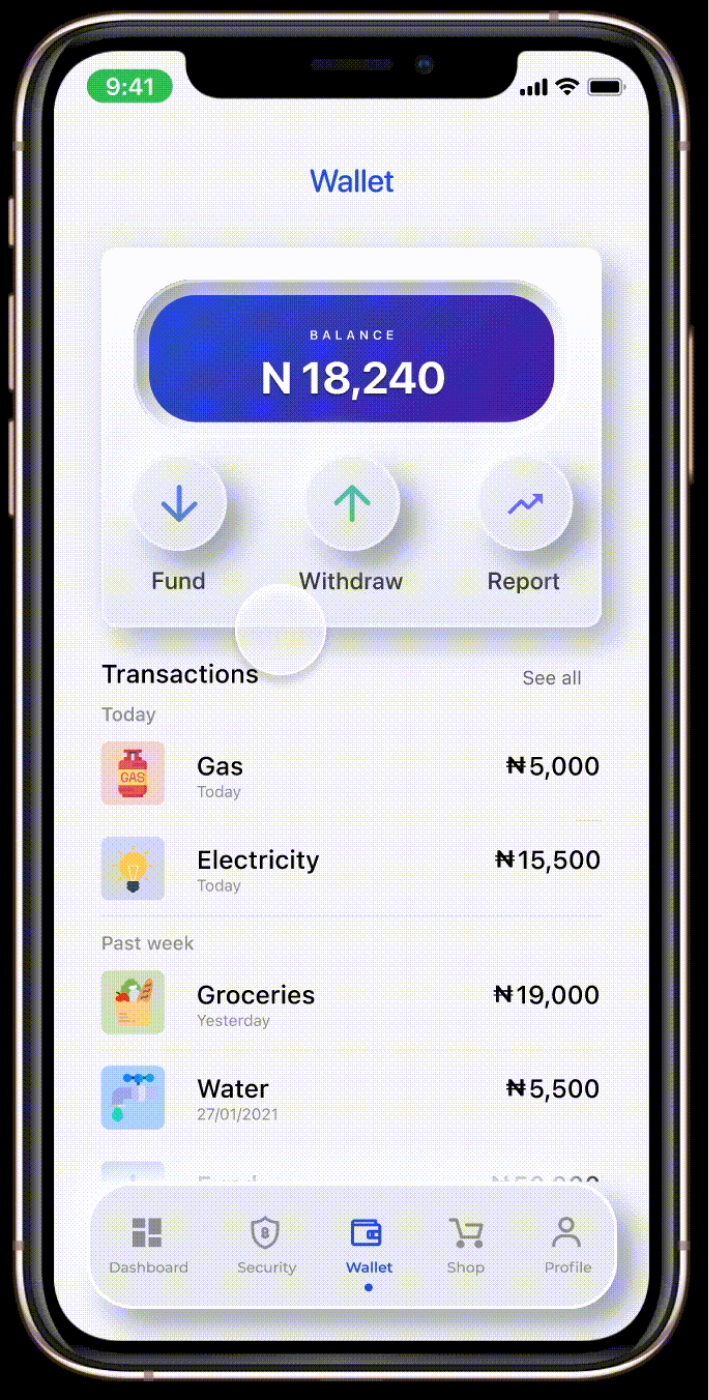 9:41
Wallet
BALANCE
N 18,240
Fund Withdraw Report
Transactions See all
Today
GAS
Gas ₦5,000
Today
Electricity ₦15,500
Today
Past week
Groceries ₦19,000
Yesterday
Water ₦5,500
27/01/2021
Dashboard Security Wallet Shop Profile